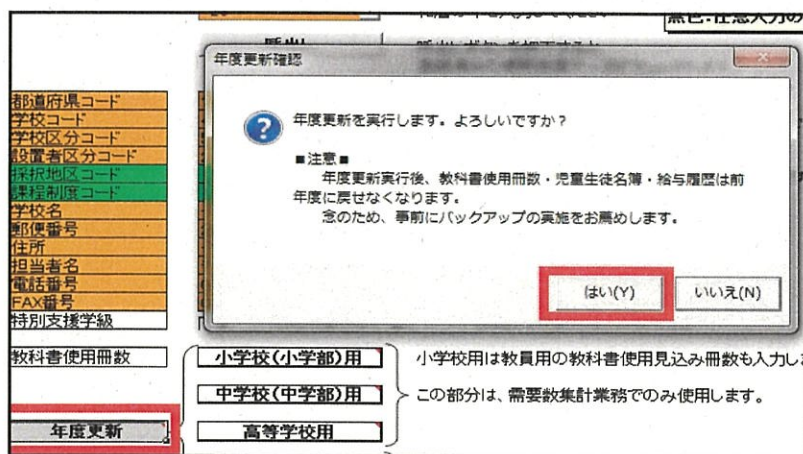 年度更新確認
都道府県コード
学校コード
学校区分コード
設置者区分コード
採択地区コード
課程制度コード
学校名
郵便番号
住所
担当者名
電話番号
FAX番号
特別支援学級
年度更新を実行します。よろしいですか？
■注意■
年度更新実行後、教科書使用冊数・児童生徒名簿・給与履歴は前
年度に戻せなくなります。
念のため、事前にバックアップの実施をお薦めします。
はい(Y)
いいえ(N)
教科書使用冊数
小学校(小学部)用
小学校用は教員用の教科書使用見込み冊数も入力し
中学校(中学部)用
この部分は、需要数集計業務でのみ使用します。
年度更新
高等学校用